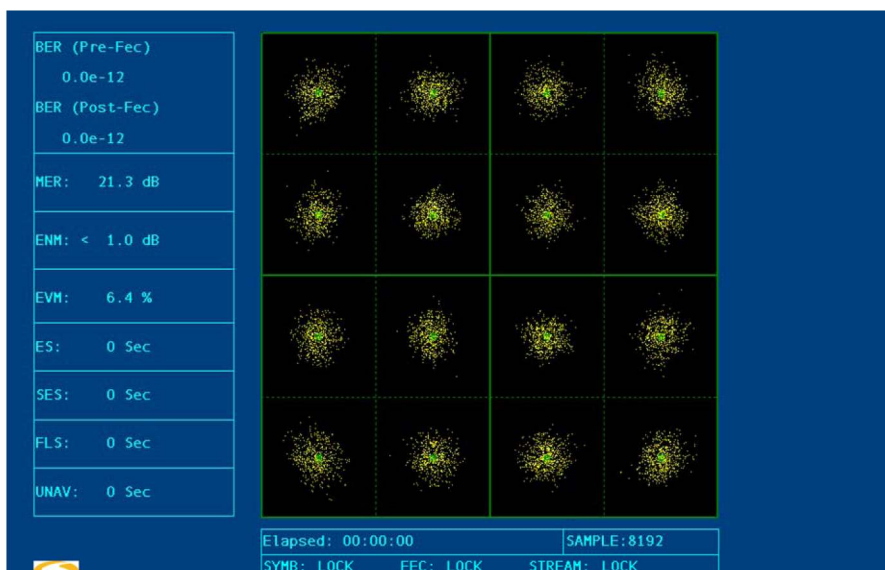 BER (Pre-Fec)
0.0e-12
BER (Post-Fec)
0.0e-12
MER: 21.3 dB
ENM: < 1.0 dB
EVM: 6.4 %
ES: 0 Sec
SES: 0 Sec
FLS: 0 Sec
UNAV: 0 Sec
Elapsed: 00:00:00 SAMPLE:8192
SYMB: LOCK FEC: LOCK STREAM: LOCK